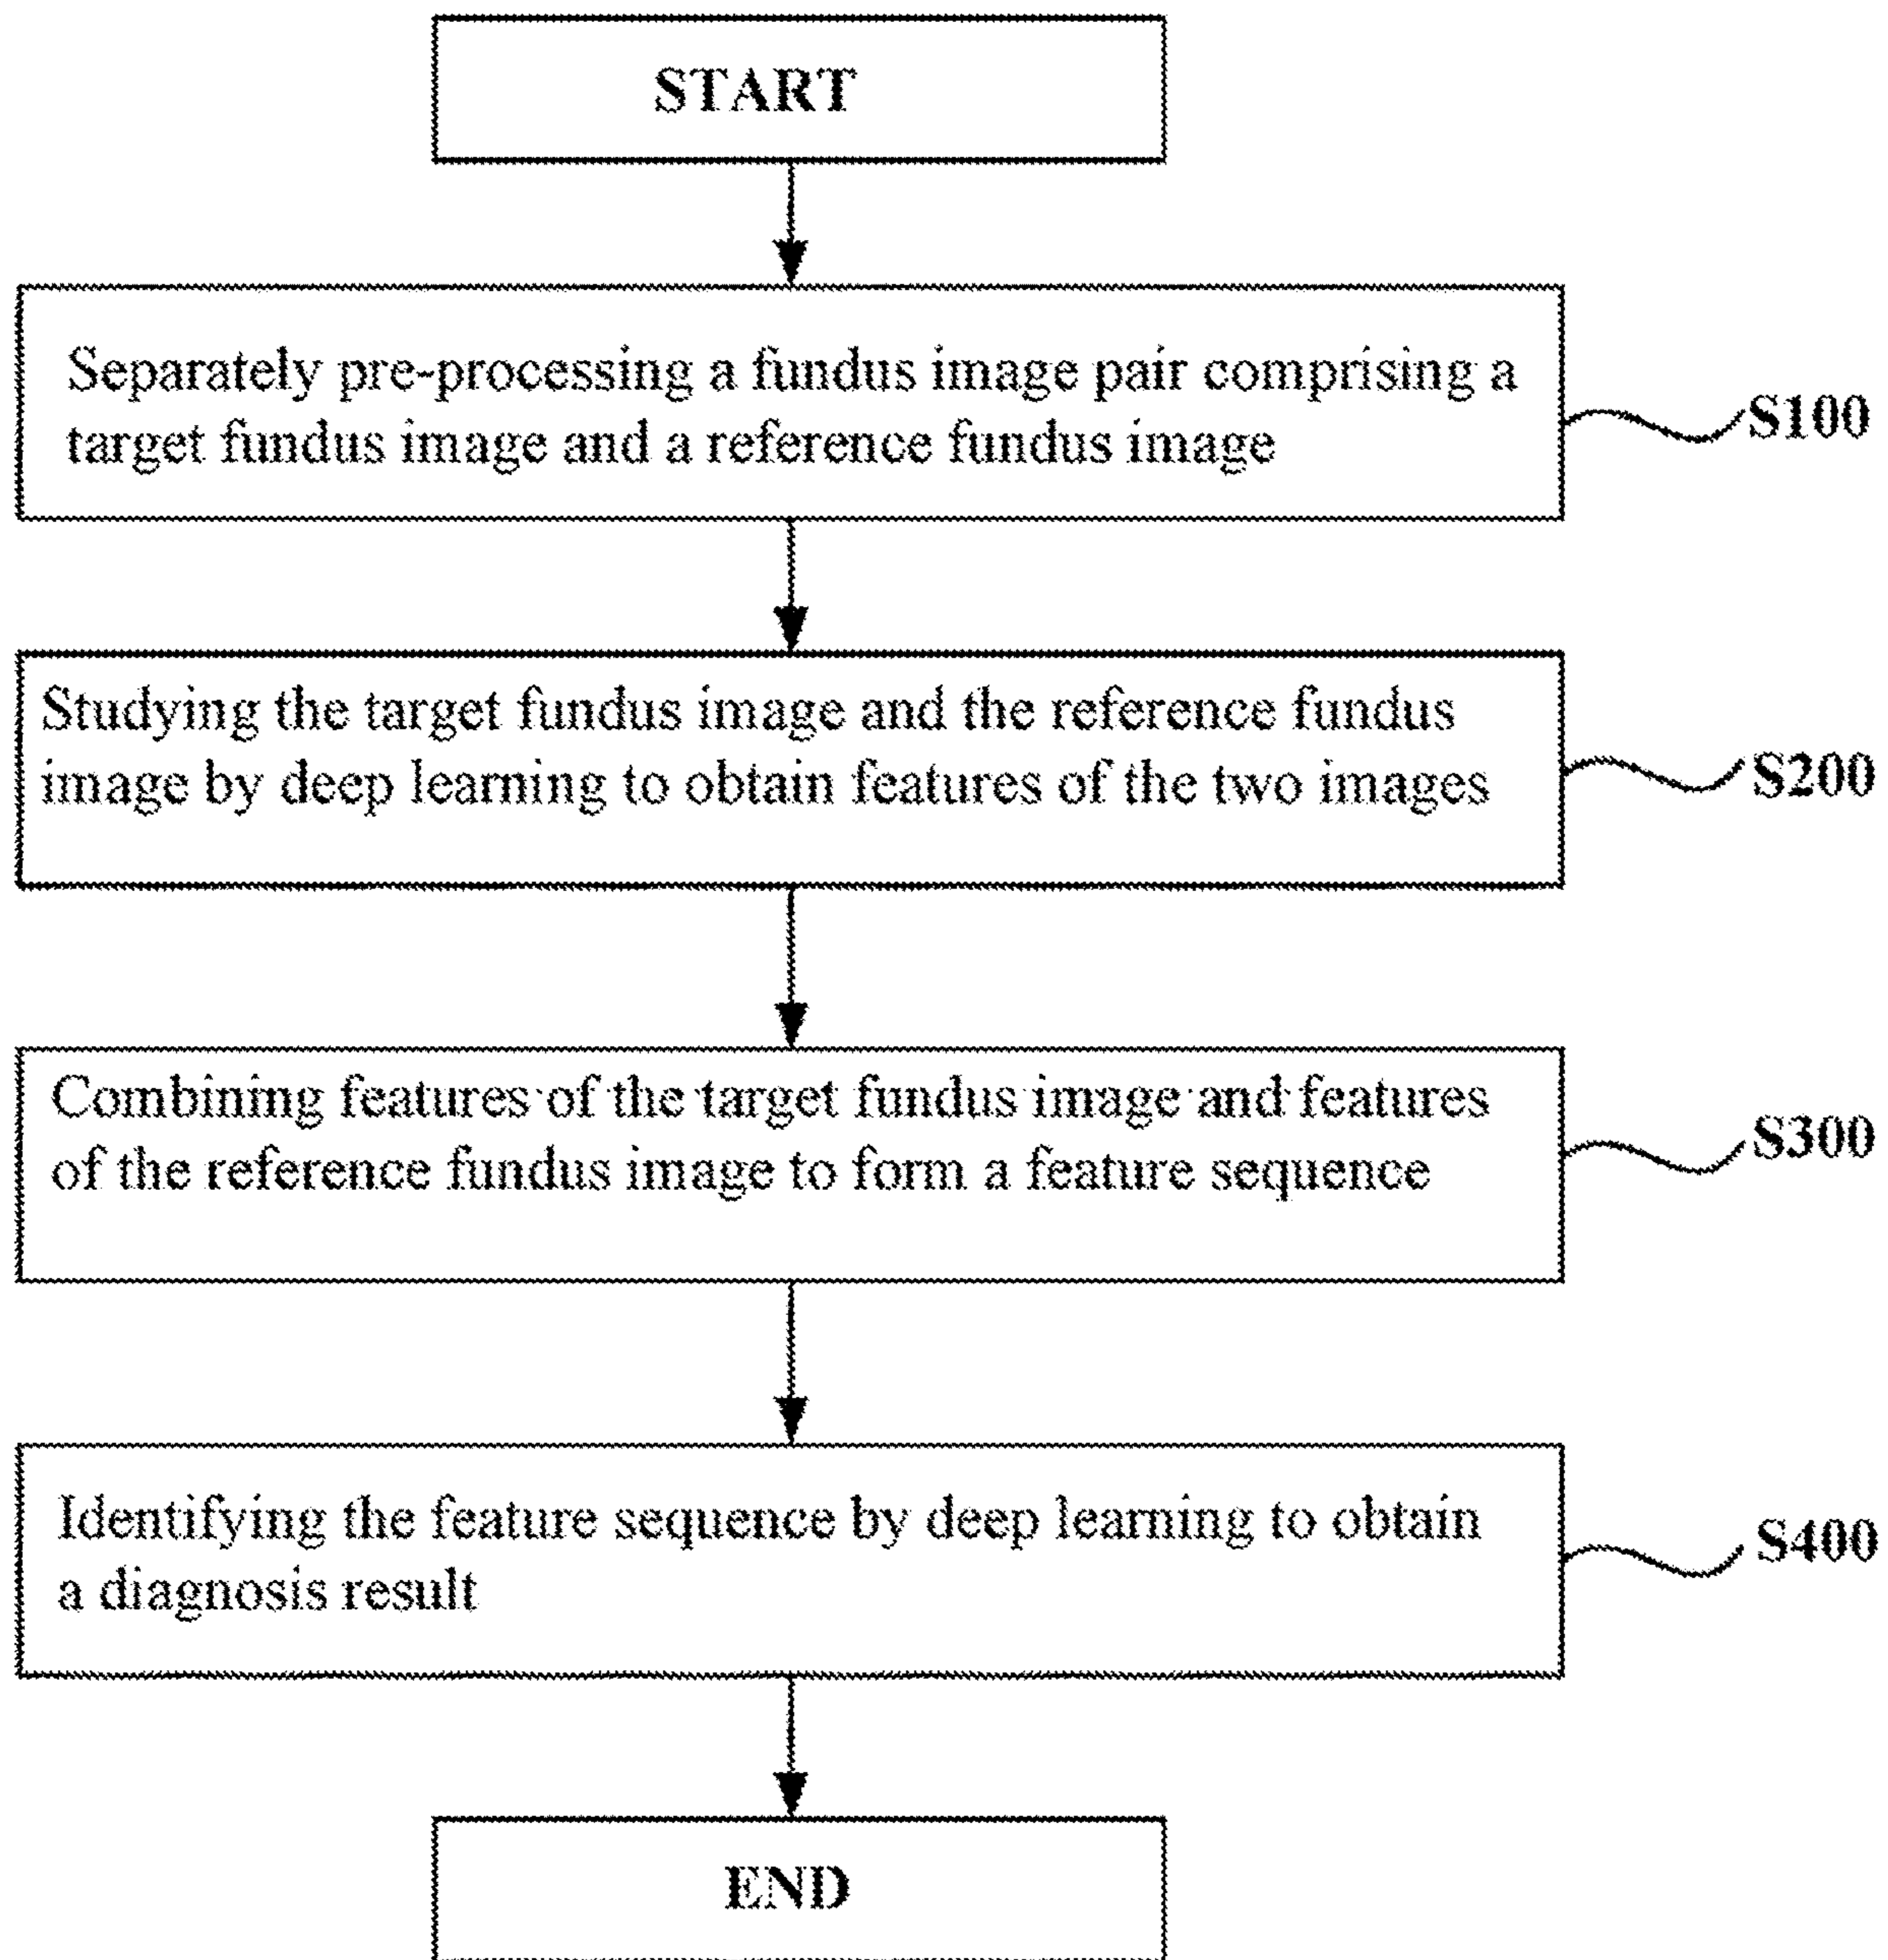 START
Separately pre-processing a fundus image pair comprising a
target fundus image and a reference fundus image
S100
Studying the target fundus image and the reference fundus
image by deep learning to obtain features of the two images
S200
Combining features of the target fundus image and features
of the reference fundus image to form a feature sequence
S300
Identifying the feature sequence by deep learning to obtain
a diagnosis result
S400
END